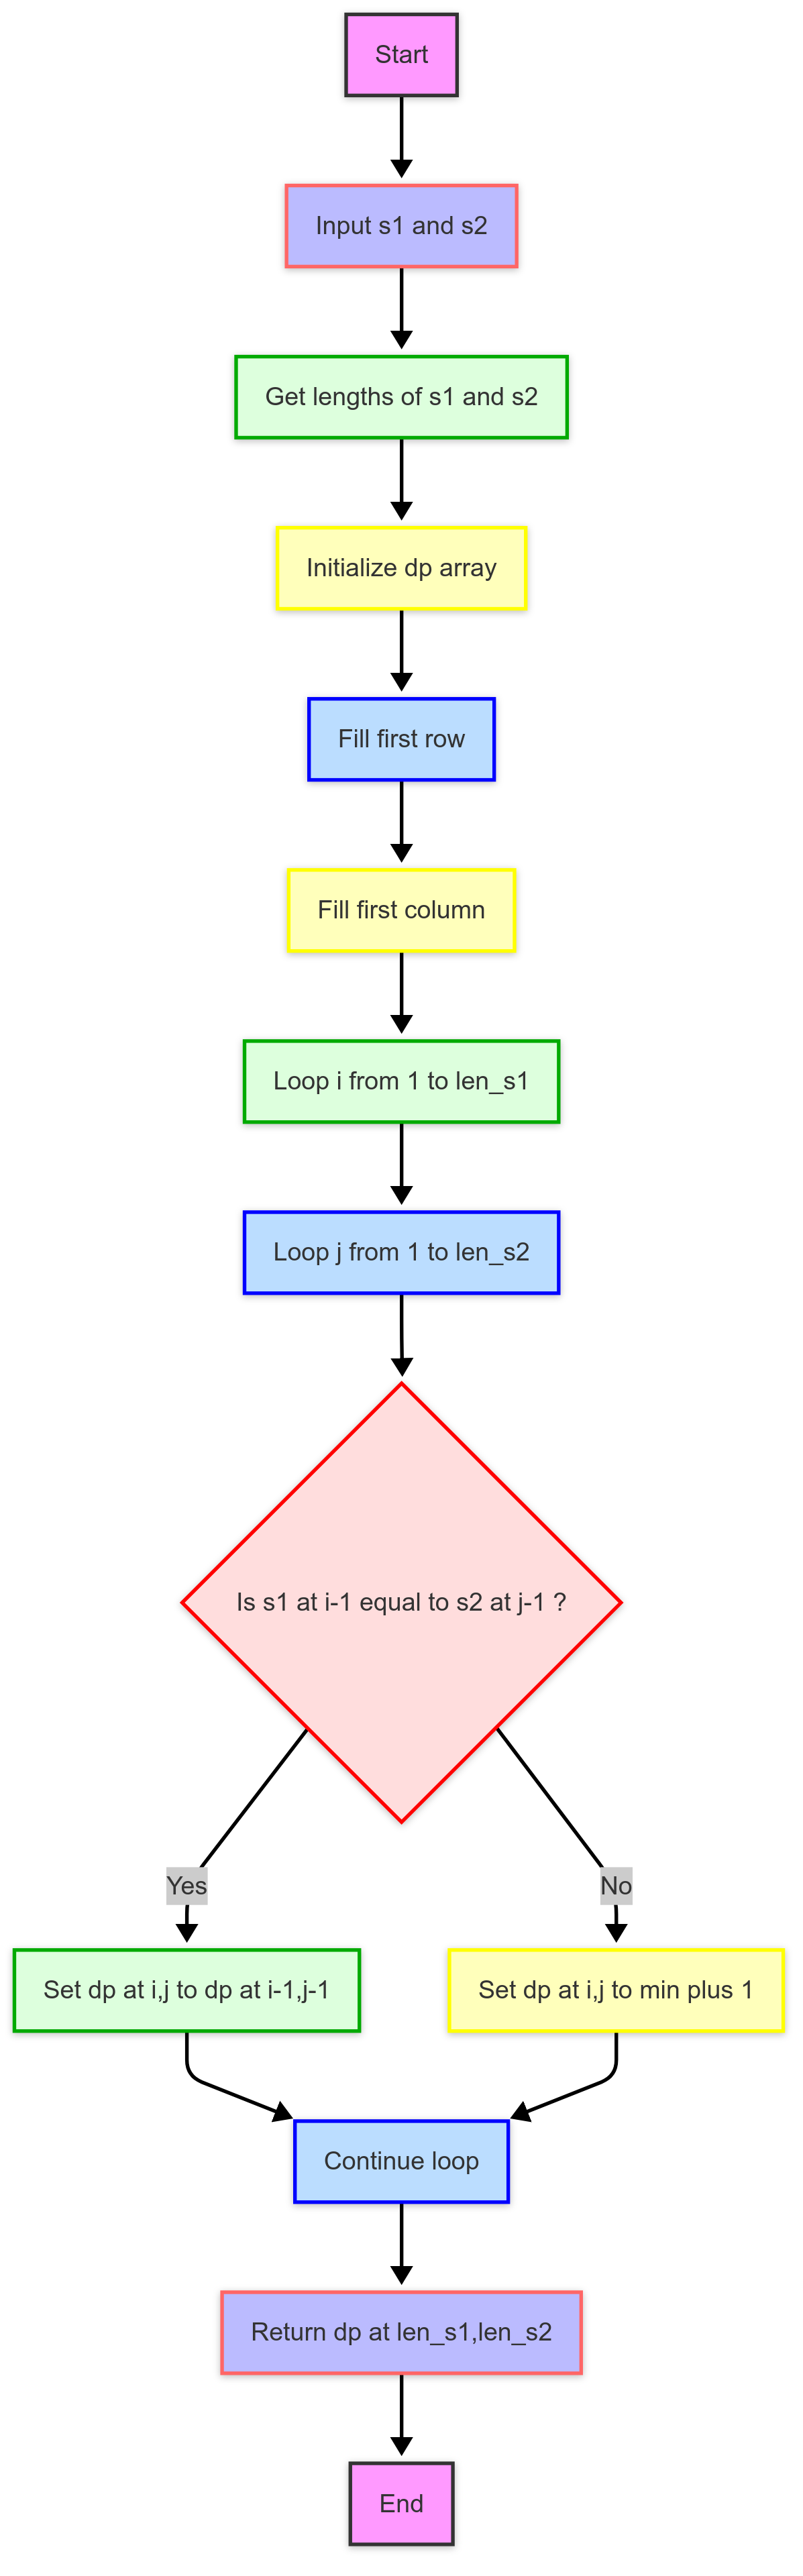 Start
Input s1 and s2
Get lengths of s1 and s2
Initialize dp array
Fill first row
Fill first column
Loop i from 1 to len_s1
Loop j from 1 to len_s2
Is s1 at i-1 equal to s2 at j-1 ?
Yes
No
Set dp at i,j to dp at i-1,j-1
Set dp at i,j to min plus 1
Continue loop
Return dp at len_s1,len_s2
End